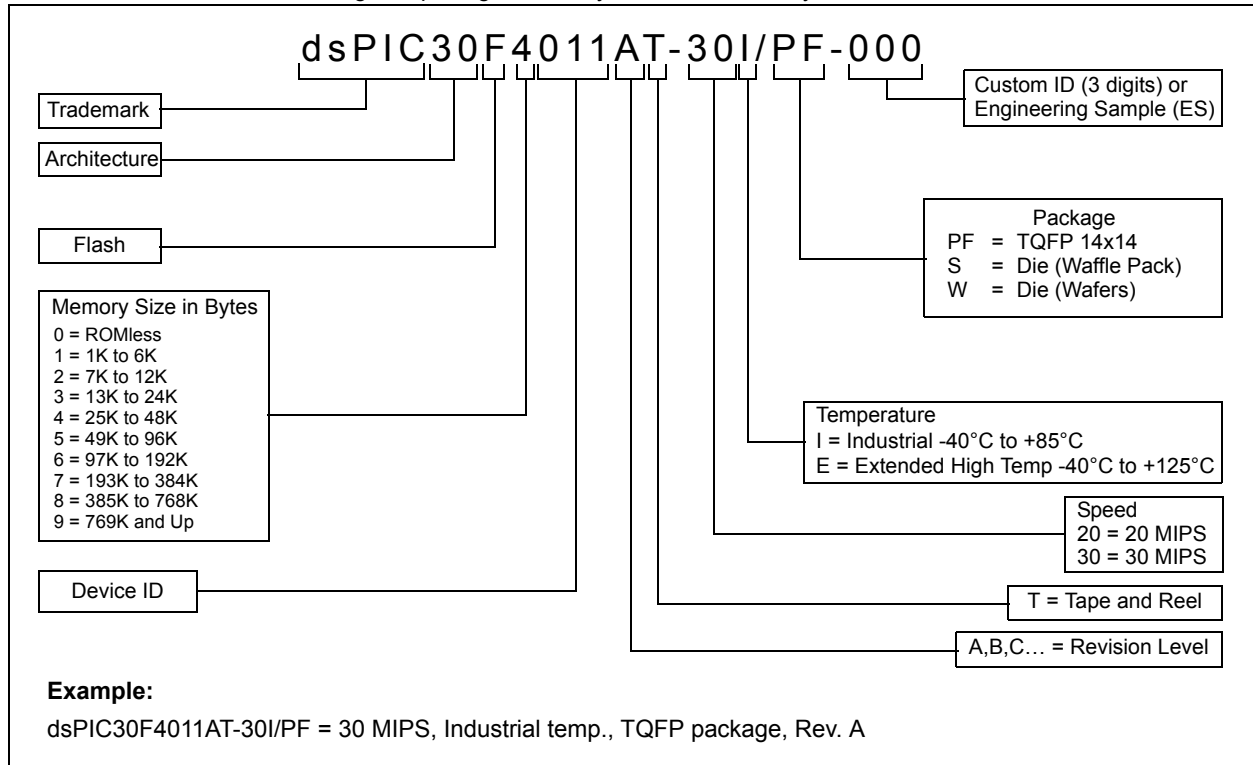 dsPIC30F4011AT-30I/PF-000
Custom ID (3 digits) or
Engineering Sample (ES)
Trademark
Architecture
Flash
Package
PF = TQFP 14x14
S = Die (Waffle Pack)
W = Die (Wafers)
Memory Size in Bytes
0 = ROMless
1 = 1K to 6K
2 = 7K to 12K
3 = 13K to 24K
4 = 25K to 48K
5 = 49K to 96K
6 = 97K to 192K
7 = 193K to 384K
8 = 385K to 768K
9 = 769K and Up
Temperature
I = Industrial -40°C to +85°C
E = Extended High Temp -40°C to +125°C
Speed
20 = 20 MIPS
30 = 30 MIPS
Device ID
T = Tape and Reel
A,B,C… = Revision Level
Example:
dsPIC30F4011AT-30I/PF = 30 MIPS, Industrial temp., TQFP package, Rev. A